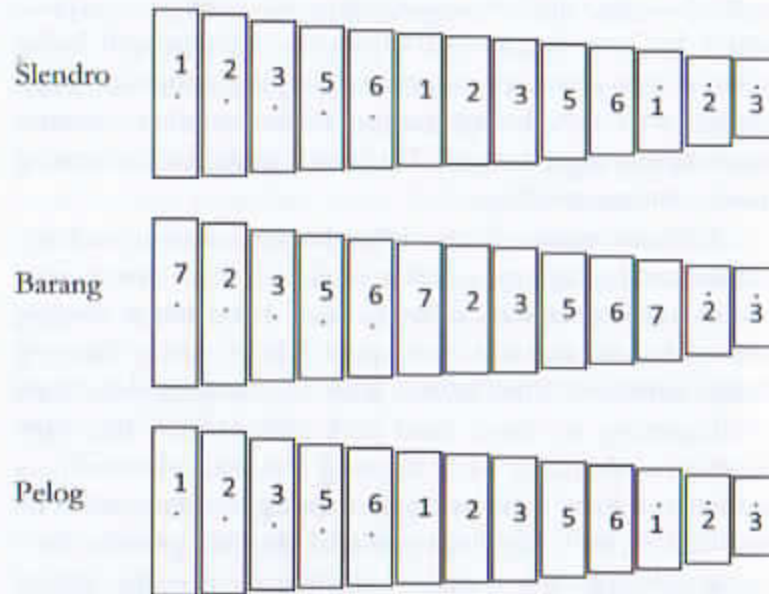 Slendro 1̣ 2̣ 3̣ 5̣ 6̣ 1 2 3 5 6 1̇ 2̇ 3̇
Barang 7̣ 2̣ 3̣ 5̣ 6̣ 7 2 3 5 6 7̇ 2̇ 3̇
Pelog 1̣ 2̣ 3̣ 5̣ 6̣ 1 2 3 5 6 1̇ 2̇ 3̇